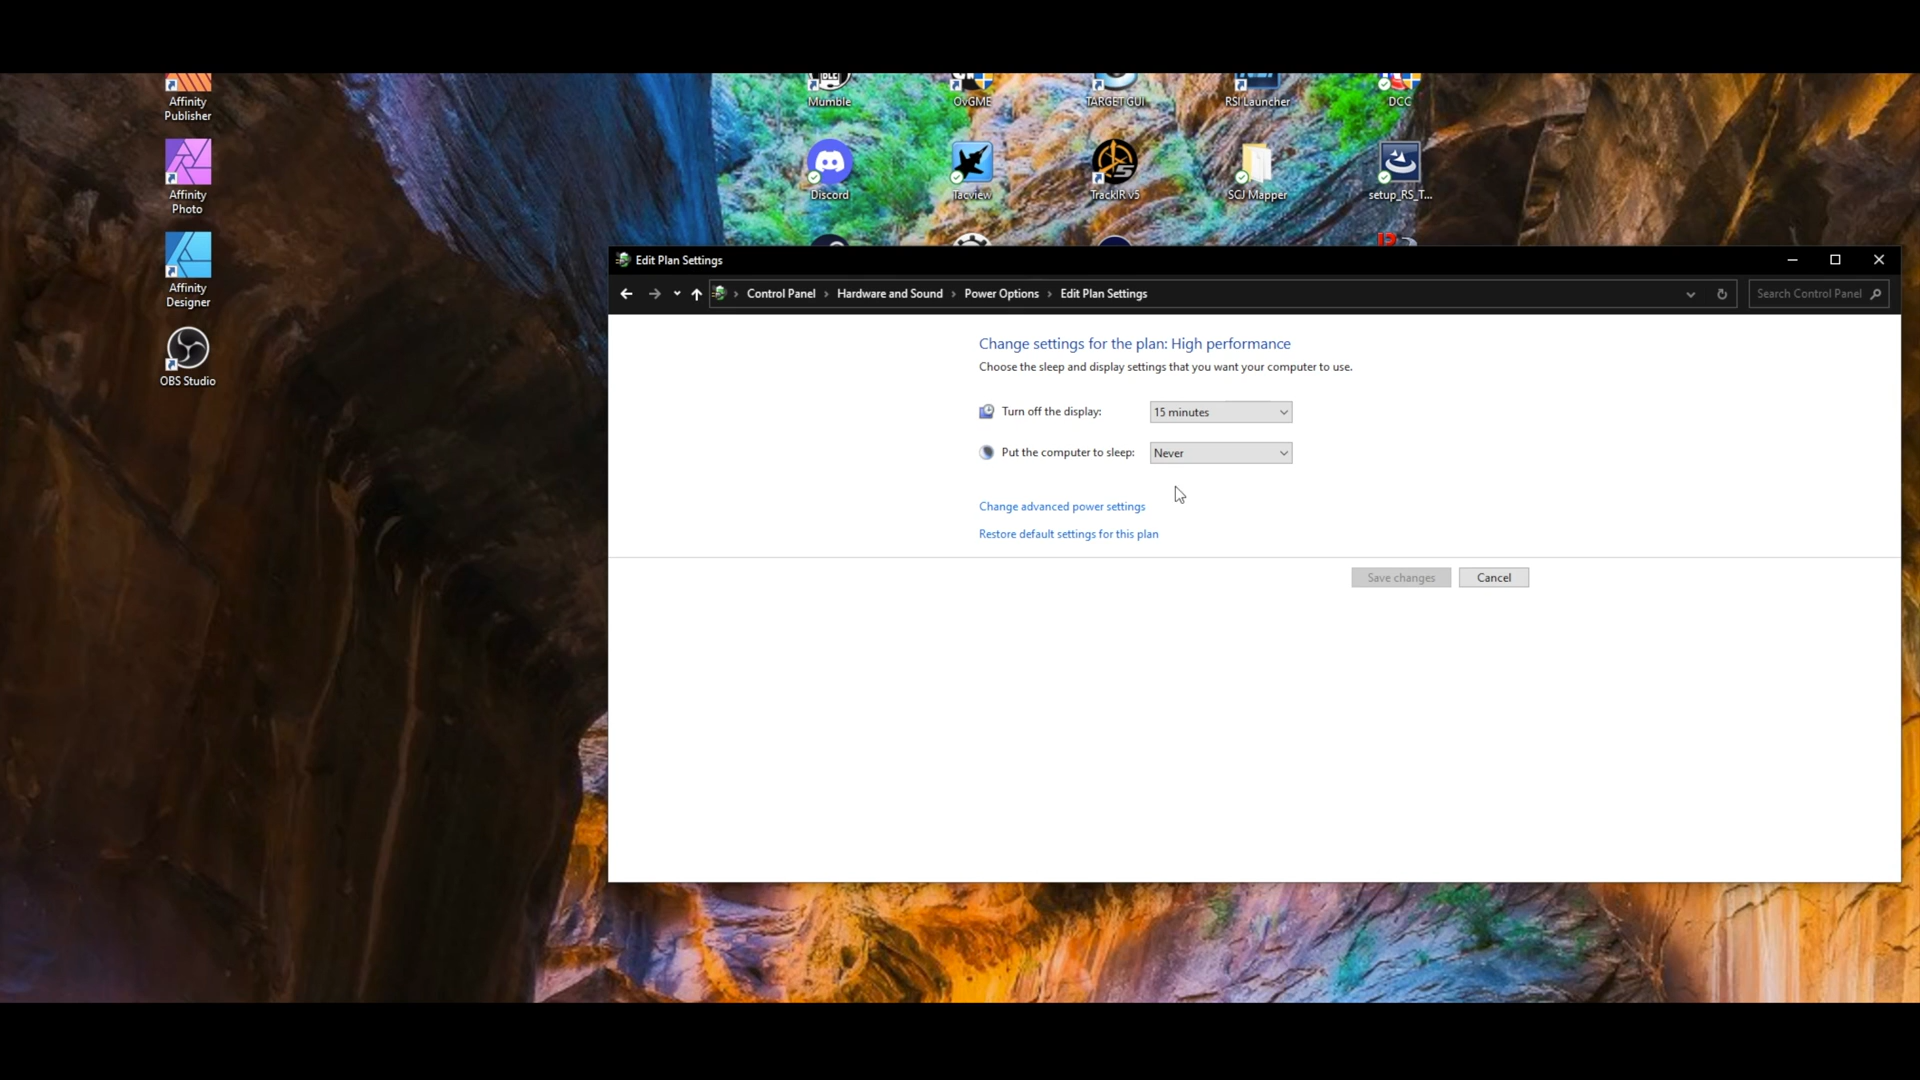 Affinity
Publisher
Mumble
OvGME
TARGET GUI
RSI Launcher
DCC
Affinity
Photo
Discord
Tacview
TrackIR v5
SCJ Mapper
setup_RS_T...
Affinity
Designer
OBS Studio
Edit Plan Settings
Control Panel
Hardware and Sound
Power Options
Edit Plan Settings
Search Control Panel
Change settings for the plan: High performance
Choose the sleep and display settings that you want your computer to use.
Turn off the display:
15 minutes
Put the computer to sleep:
Never
Change advanced power settings
Restore default settings for this plan
Save changes
Cancel